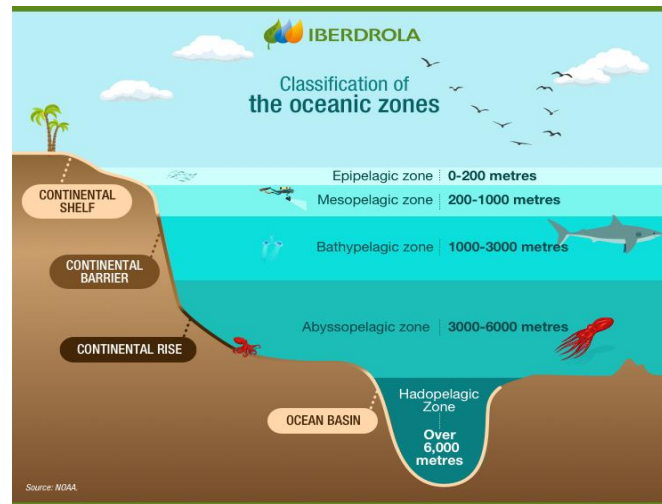 IBERDROLA
Classification of
the oceanic zones
Epipelagic zone 0-200 metres
Mesopelagic zone 200-1000 metres
CONTINENTAL
SHELF
Bathypelagic zone 1000-3000 metres
CONTINENTAL
BARRIER
Abyssopelagic zone 3000-6000 metres
CONTINENTAL RISE
Hadopelagic
Zone
Over
6,000
metres
OCEAN BASIN
Source: NOAA.